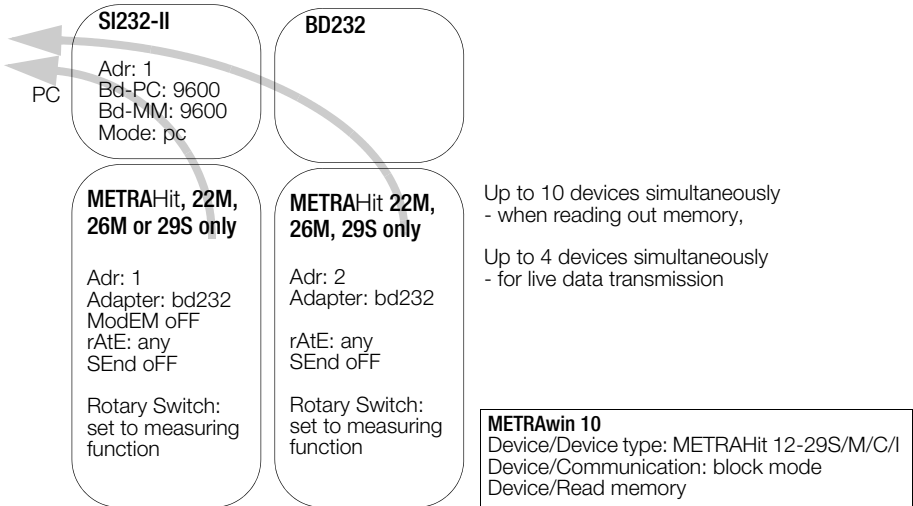 PC
SI232-II
Adr: 1
Bd-PC: 9600
Bd-MM: 9600
Mode: pc
BD232
METRAHit, 22M,
26M or 29S only
Adr: 1
Adapter: bd232
ModEM oFF
rAtE: any
SEnd oFF
Rotary Switch:
set to measuring
function
METRAHit 22M,
26M, 29S only
Adr: 2
Adapter: bd232
rAtE: any
SEnd oFF
Rotary Switch:
set to measuring
function
Up to 10 devices simultaneously
- when reading out memory,
Up to 4 devices simultaneously
- for live data transmission
METRAwin 10
Device/Device type: METRAHit 12-29S/M/C/I
Device/Communication: block mode
Device/Read memory